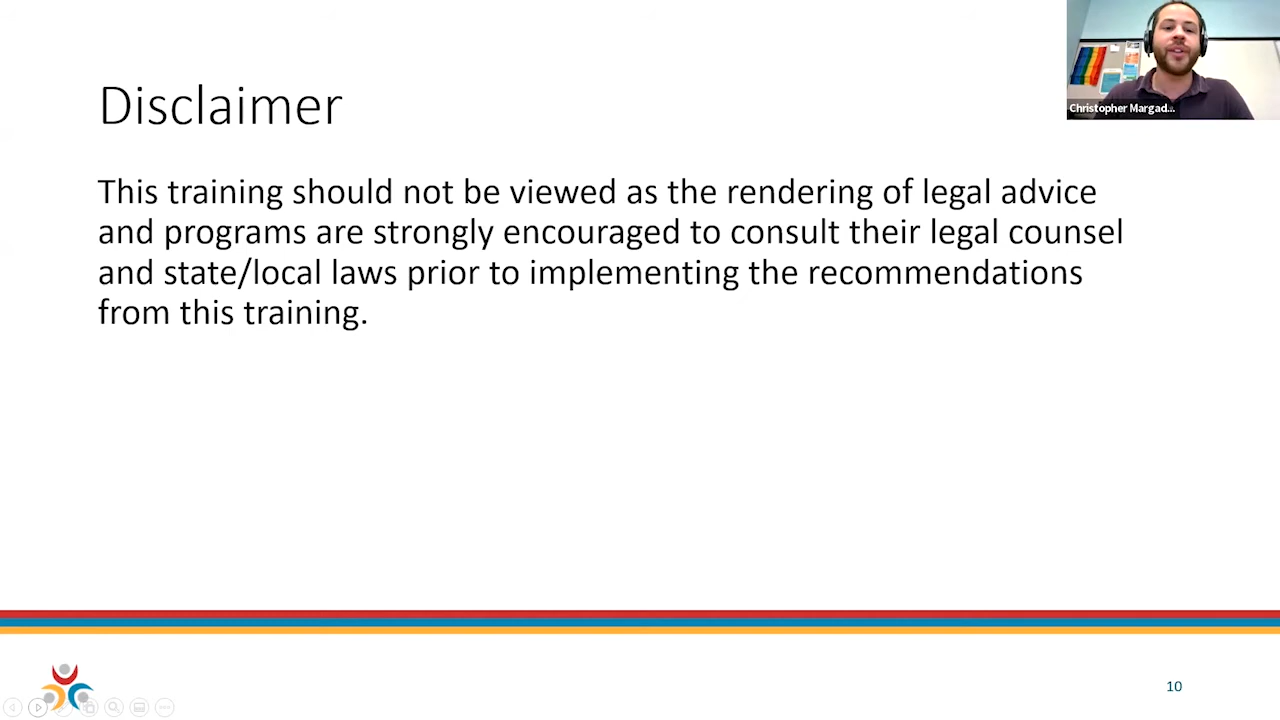 Disclaimer
This training should not be viewed as the rendering of legal advice
and programs are strongly encouraged to consult their legal counsel
and state/local laws prior to implementing the recommendations
from this training.
Christopher Margad...
10